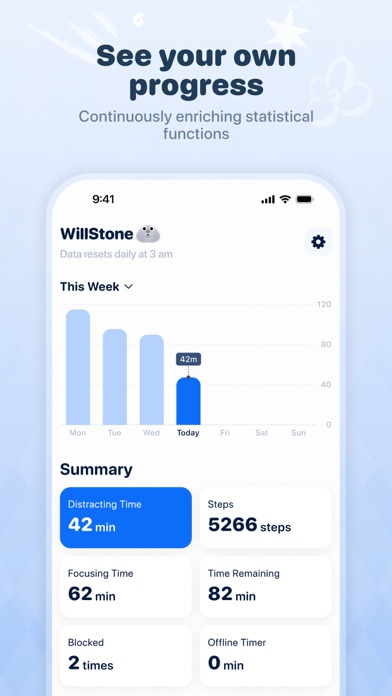 See your own
progress
Continuously enriching statistical
functions
9:41
WillStone
Data resets daily at 3 am
This Week
120
80
40
0
42m
Mon Tue Wed Today Fri Sat Sun
Summary
Distracting Time
42 min
Steps
5266 steps
Focusing Time
62 min
Time Remaining
82 min
Blocked
2 times
Offline Timer
0 min